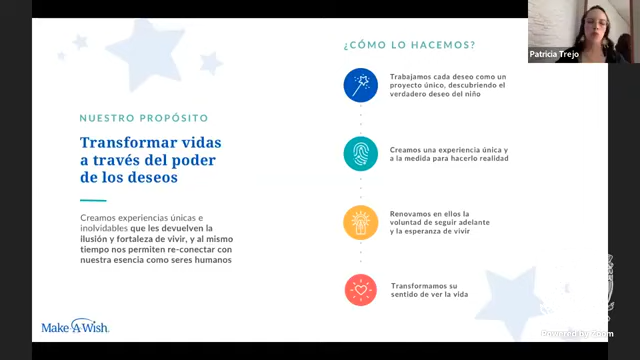 NUESTRO PROPÓSITO
Transformar vidas
a través del poder
de los deseos
Creamos experiencias únicas e
inolvidables que les devuelven la
ilusión y fortaleza de vivir, y al mismo
tiempo nos permiten re-conectar con
nuestra esencia como seres humanos
Make-A-Wish.
¿CÓMO LO HACEMOS?
Trabajamos cada deseo como un
proyecto único, descubriendo el
verdadero deseo del niño
Creamos una experiencia única y
a la medida para hacerlo realidad
Renovamos en ellos la
voluntad de seguir adelante
y la esperanza de vivir
Transformamos su
sentido de ver la vida
Patricia Trejo
Powered by Zoom